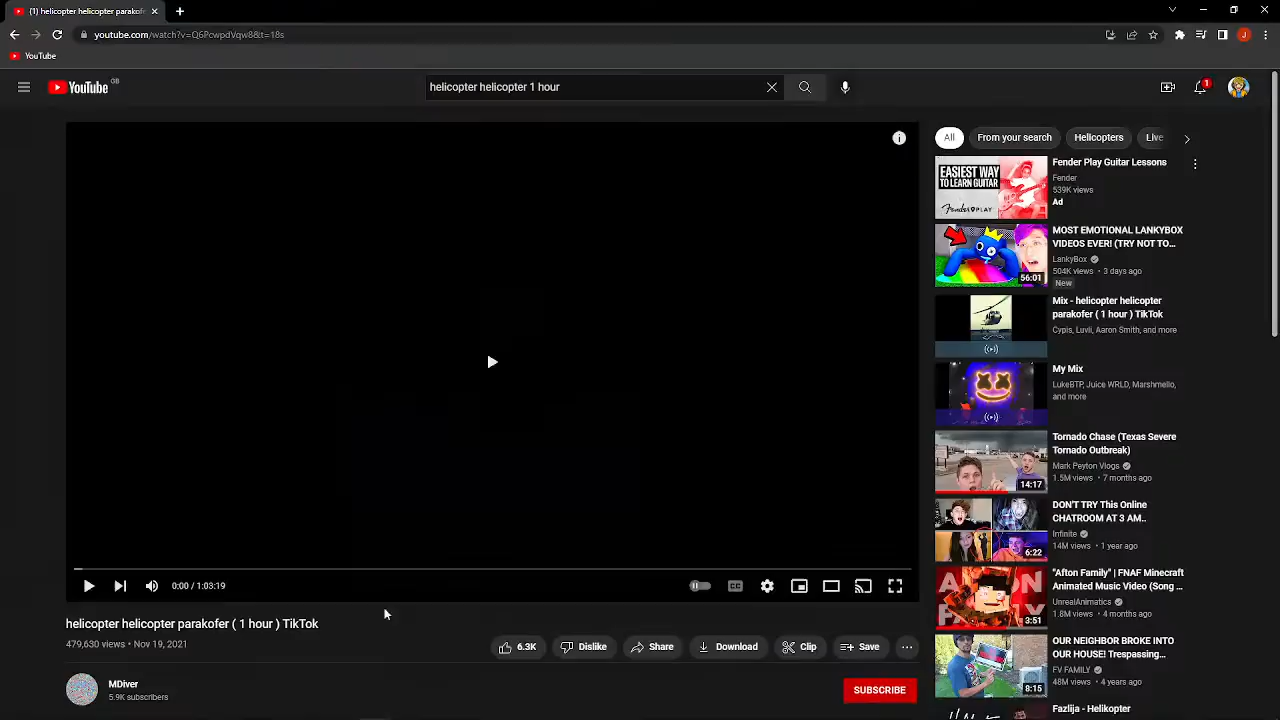 (1) helicopter helicopter parakofer
youtube.com/watch?v=Q6PcwpdVqw8&t=18s
YouTube
YouTube GB
helicopter helicopter 1 hour
1
All
From your search
Helicopters
Live
EASIEST WAY
TO LEARN GUITAR
Fender PLAY
Fender Play Guitar Lessons
Fender
539K views
Ad
56:01
MOST EMOTIONAL LANKYBOX
VIDEOS EVER! (TRY NOT TO...
LankyBox
504K views • 3 days ago
New
Mix - helicopter helicopter
parakofer ( 1 hour ) TikTok
Cypis, Luvli, Aaron Smith, and more
My Mix
LukeBTP, Juice WRLD, Marshmello,
and more
14:17
Tornado Chase (Texas Severe
Tornado Outbreak)
Mark Peyton Vlogs
1.5M views • 7 months ago
6:22
DON'T TRY This Online
CHATROOM AT 3 AM..
Infinite
14M views • 1 year ago
3:51
"Afton Family" | FNAF Minecraft
Animated Music Video (Song ...
UnrealAnimatics
1.8M views • 4 months ago
8:15
OUR NEIGHBOR BROKE INTO
OUR HOUSE! Trespassing...
FV FAMILY
48M views • 4 years ago
Fazlija - Helikopter
0:00 / 1:03:19
CC
helicopter helicopter parakofer ( 1 hour ) TikTok
479,630 views • Nov 19, 2021
6.3K
Dislike
Share
Download
Clip
Save
MDiver
5.9K subscribers
SUBSCRIBE